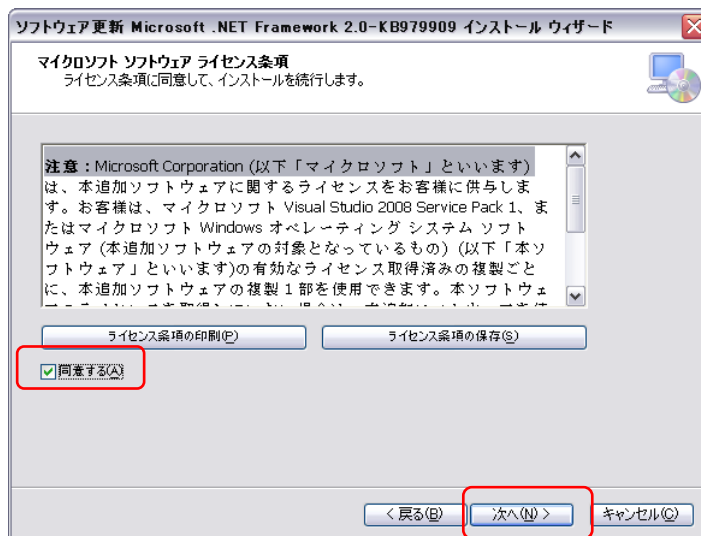 ソフトウェア更新 Microsoft .NET Framework 2.0-KB979909 インストール ウィザード
マイクロソフト ソフトウェア ライセンス条項
ライセンス条項に同意して、インストールを続行します。
注意：Microsoft Corporation (以下「マイクロソフト」といいます)
は、本追加ソフトウェアに関するライセンスをお客様に供与しま
す。お客様は、マイクロソフト Visual Studio 2008 Service Pack 1、ま
たはマイクロソフト Windows オペレーティング システム ソフト
ウェア (本追加ソフトウェアの対象となっているもの) (以下「本ソ
フトウェア」といいます)の有効なライセンス取得済みの複製ごと
に、本追加ソフトウェアの複製 1 部を使用できます。本ソフトウェ
ライセンス条項の印刷(P)
ライセンス条項の保存(S)
同意する(A)
< 戻る(B)
次へ(N) >
キャンセル(C)